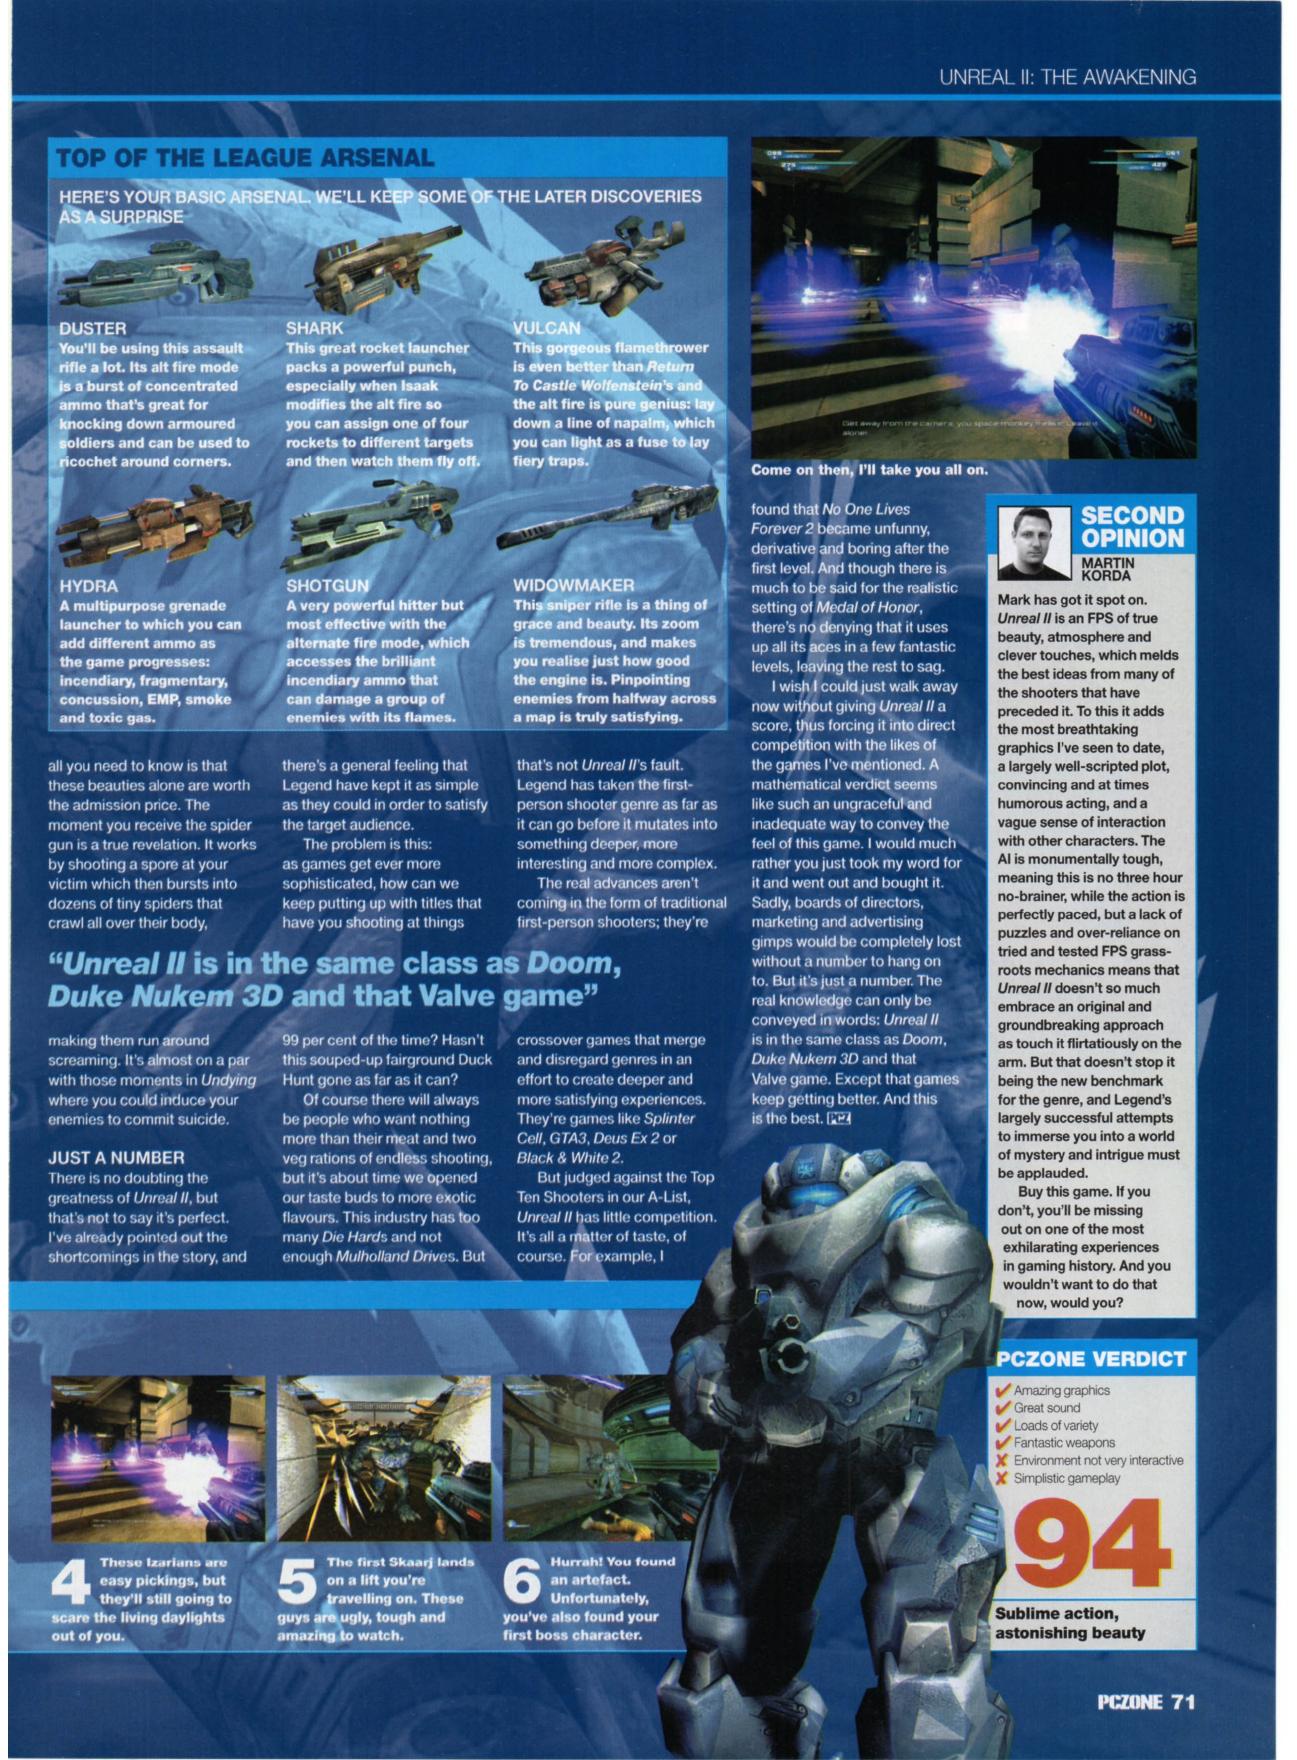 UNREAL II: THE AWAKENING
TOP OF THE LEAGUE ARSENAL
HERE'S YOUR BASIC ARSENAL. WE'LL KEEP SOME OF THE LATER DISCOVERIES
AS A SURPRISE
DUSTER
You'll be using this assault
rifle a lot. Its alt fire mode
is a burst of concentrated
ammo that's great for
knocking down armoured
soldiers and can be used to
ricochet around corners.
SHARK
This great rocket launcher
packs a powerful punch,
especially when Isaak
modifies the alt fire so
you can assign one of four
rockets to different targets
and then watch them fly off.
VULCAN
This gorgeous flamethrower
is even better than Return
To Castle Wolfenstein's and
the alt fire is pure genius: lay
down a line of napalm, which
you can light as a fuse to lay
fiery traps.
HYDRA
A multipurpose grenade
launcher to which you can
add different ammo as
the game progresses:
incendiary, fragmentary,
concussion, EMP, smoke
and toxic gas.
SHOTGUN
A very powerful hitter but
most effective with the
alternate fire mode, which
accesses the brilliant
incendiary ammo that
can damage a group of
enemies with its flames.
WIDOWMAKER
This sniper rifle is a thing of
grace and beauty. Its zoom
is tremendous, and makes
you realise just how good
the engine is. Pinpointing
enemies from halfway across
a map is truly satisfying.
all you need to know is that
these beauties alone are worth
the admission price. The
moment you receive the spider
gun is a true revelation. It works
by shooting a spore at your
victim which then bursts into
dozens of tiny spiders that
crawl all over their body,
"Unreal II is in the same class as Doom,
Duke Nukem 3D and that Valve game"
making them run around
screaming. It's almost on a par
with those moments in Undying
where you could induce your
enemies to commit suicide.
JUST A NUMBER
There is no doubting the
greatness of Unreal II, but
that's not to say it's perfect.
I've already pointed out the
shortcomings in the story, and
there's a general feeling that
Legend have kept it as simple
as they could in order to satisfy
the target audience.
The problem is this:
as games get ever more
sophisticated, how can we
keep putting up with titles that
have you shooting at things
99 per cent of the time? Hasn't
this souped-up fairground Duck
Hunt gone as far as it can?
Of course there will always
be people who want nothing
more than their meat and two
veg rations of endless shooting,
but it's about time we opened
our taste buds to more exotic
flavours. This industry has too
many Die Hards and not
enough Mulholland Drives. But
that's not Unreal II's fault.
Legend has taken the first-
person shooter genre as far as
it can go before it mutates into
something deeper, more
interesting and more complex.
The real advances aren't
coming in the form of traditional
first-person shooters; they're
crossover games that merge
and disregard genres in an
effort to create deeper and
more satisfying experiences.
They're games like Splinter
Cell, GTA3, Deus Ex 2 or
Black & White 2.
But judged against the Top
Ten Shooters in our A-List,
Unreal II has little competition.
It's all a matter of taste, of
course. For example, I
Get away from the camera, you space monkey
alone!
Come on then, I'll take you all on.
found that No One Lives
Forever 2 became unfunny,
derivative and boring after the
first level. And though there is
much to be said for the realistic
setting of Medal of Honor,
there's no denying that it uses
up all its aces in a few fantastic
levels, leaving the rest to sag.
I wish I could just walk away
now without giving Unreal II a
score, thus forcing it into direct
competition with the likes of
the games I've mentioned. A
mathematical verdict seems
like such an ungraceful and
inadequate way to convey the
feel of this game. I would much
rather you just took my word for
it and went out and bought it.
Sadly, boards of directors,
marketing and advertising
gimps would be completely lost
without a number to hang on
to. But it's just a number. The
real knowledge can only be
conveyed in words: Unreal II
is in the same class as Doom,
Duke Nukem 3D and that
Valve game. Except that games
keep getting better. And this
is the best. PCZ
SECOND
OPINION
MARTIN
KORDA
Mark has got it spot on.
Unreal II is an FPS of true
beauty, atmosphere and
clever touches, which melds
the best ideas from many of
the shooters that have
preceded it. To this it adds
the most breathtaking
graphics I've seen to date,
a largely well-scripted plot,
convincing and at times
humorous acting, and a
vague sense of interaction
with other characters. The
AI is monumentally tough,
meaning this is no three hour
no-brainer, while the action is
perfectly paced, but a lack of
puzzles and over-reliance on
tried and tested FPS grass-
roots mechanics means that
Unreal II doesn't so much
embrace an original and
groundbreaking approach
as touch it flirtatiously on the
arm. But that doesn't stop it
being the new benchmark
for the genre, and Legend's
largely successful attempts
to immerse you into a world
of mystery and intrigue must
be applauded.
Buy this game. If you
don't, you'll be missing
out on one of the most
exhilarating experiences
in gaming history. And you
wouldn't want to do that
now, would you?
PCZONE VERDICT
Amazing graphics
Great sound
Loads of variety
Fantastic weapons
Environment not very interactive
Simplistic gameplay
94
Sublime action,
astonishing beauty
4 These Izarians are
easy pickings, but
they'll still going to
scare the living daylights
out of you.
5 The first Skaarj lands
on a lift you're
travelling on. These
guys are ugly, tough and
amazing to watch.
6 Hurrah! You found
an artefact.
Unfortunately,
you've also found your
first boss character.
PCZONE 71